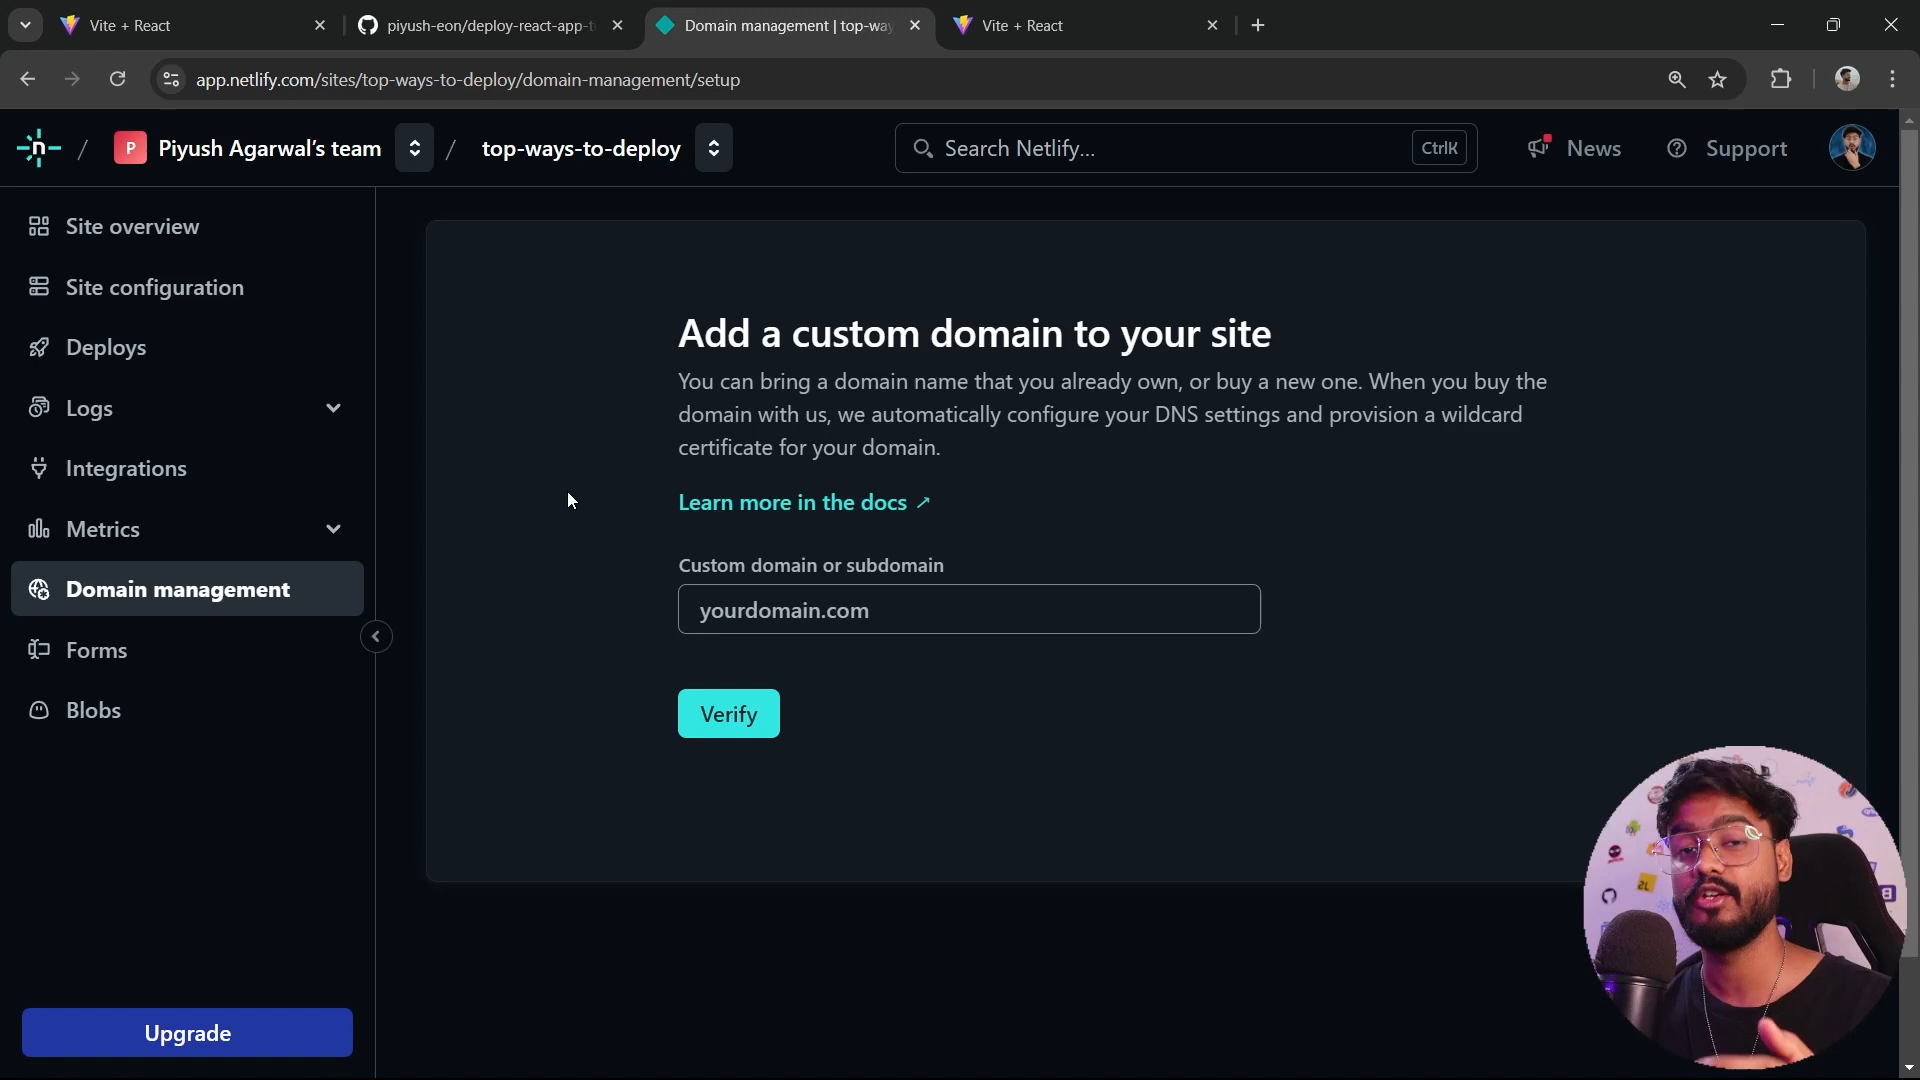 Vite + React
piyush-eon/deploy-react-app-t
Domain management | top-way
Vite + React
app.netlify.com/sites/top-ways-to-deploy/domain-management/setup
n
/
P
Piyush Agarwal's team
/
top-ways-to-deploy
Search Netlify...
CtrlK
News
Support
Site overview
Site configuration
Deploys
Logs
Integrations
Metrics
Domain management
Forms
Blobs
Upgrade
Add a custom domain to your site
You can bring a domain name that you already own, or buy a new one. When you buy the
domain with us, we automatically configure your DNS settings and provision a wildcard
certificate for your domain.
Learn more in the docs ↗
Custom domain or subdomain
yourdomain.com
Verify